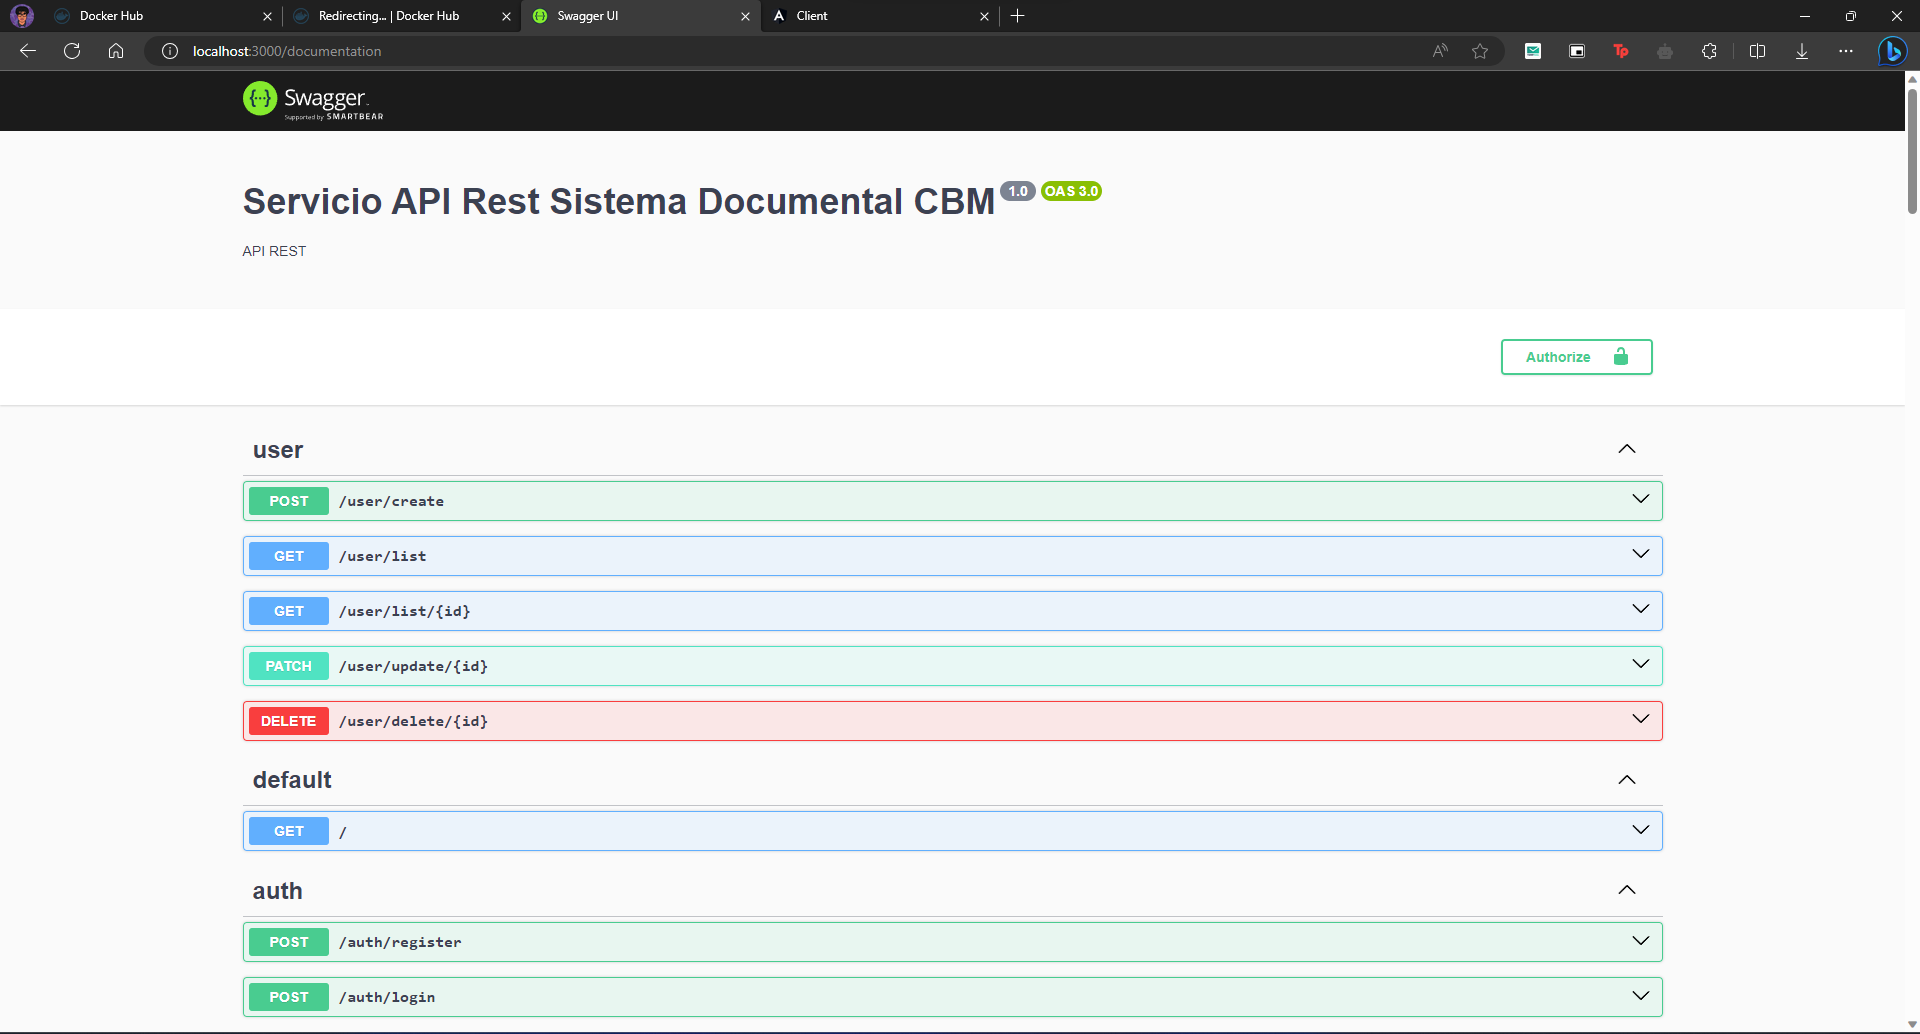 Docker Hub
Redirecting... | Docker Hub
Swagger UI
Client
localhost:3000/documentation
Swagger
Supported by SMARTBEAR
Servicio API Rest Sistema Documental CBM 1.0 OAS 3.0
API REST
Authorize
user
POST /user/create
GET /user/list
GET /user/list/{id}
PATCH /user/update/{id}
DELETE /user/delete/{id}
default
GET /
auth
POST /auth/register
POST /auth/login